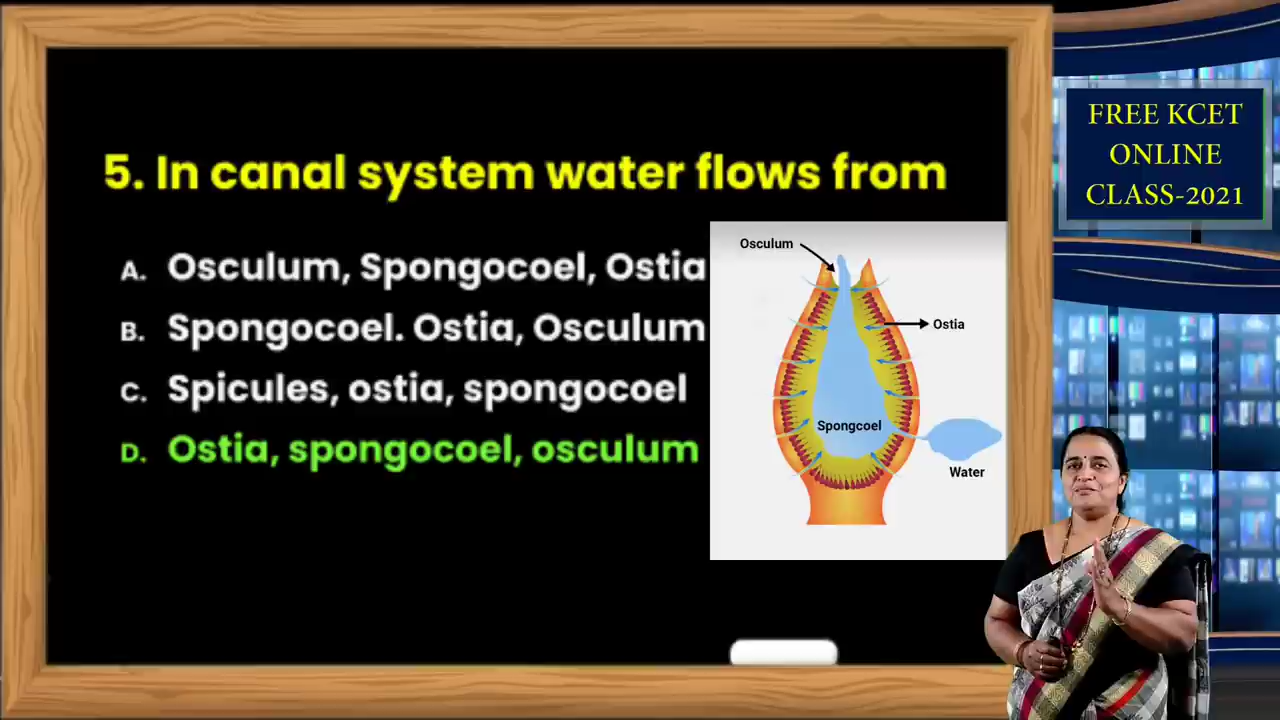 5. In canal system water flows from
A. Osculum, Spongocoel, Ostia
B. Spongocoel. Ostia, Osculum
C. Spicules, ostia, spongocoel
D. Ostia, spongocoel, osculum
Osculum
Ostia
Spongcoel
Water
FREE KCET
ONLINE
CLASS-2021